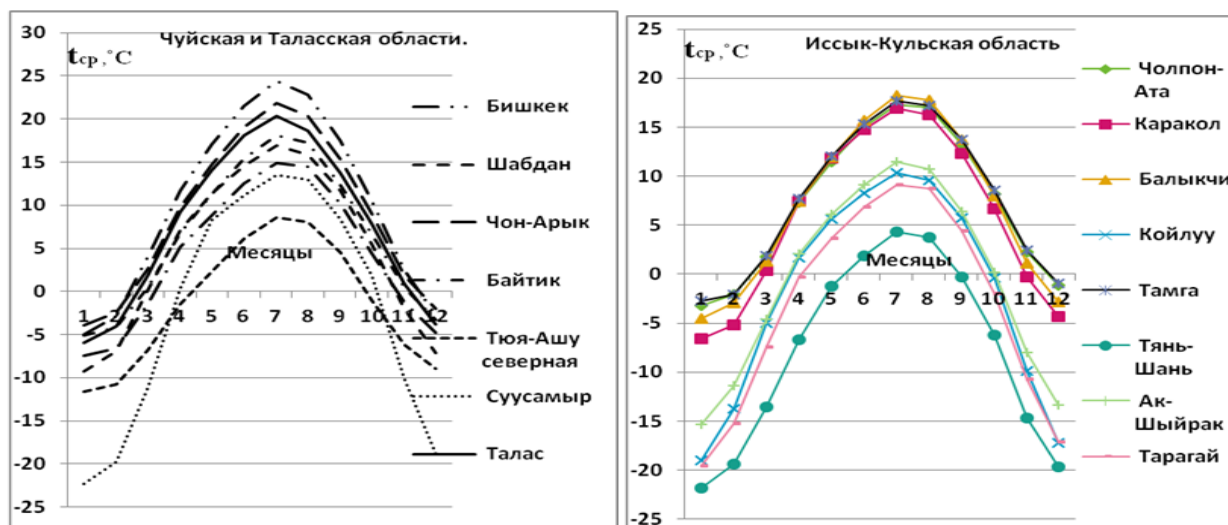 Чуйская и Таласская области.
tср,°C
30
25
20
15
10
5
0
-5
-10
-15
-20
-25
Месяцы
1 2 3 4 5 6 7 8 9 10 11 12
Бишкек
Шабдан
Чон-Арык
Байтик
Тюя-Ашу
северная
Суусамыр
Талас
Иссык-Кульская область
tср,°C
25
20
15
10
5
0
-5
-10
-15
-20
-25
Месяцы
1 2 3 4 5 6 7 8 9 10 11 12
Чолпон-
Ата
Каракол
Балыкчи
Койлуу
Тамга
Тянь-
Шань
Ак-
Шыйрак
Тарагай